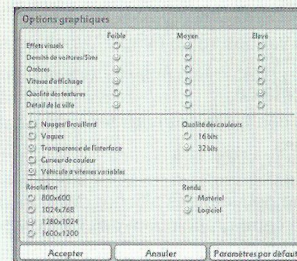 Options graphiques
Faible Moyen Élevé
Effets visuels
Densité de voitures/Sims
Ombres
Vitesse d'affichage
Qualité des textures
Détail de la ville
Nuages/Brouillard Qualité des couleurs
Vagues 16 bits
Transparence de l'interface 32 bits
Curseur de couleur
Véhicule à vitesses variables
Résolution Rendu
800x600 Matériel
1024x768 Logiciel
1280x1024
1600x1200
Accepter Annuler Paramètres par défaut